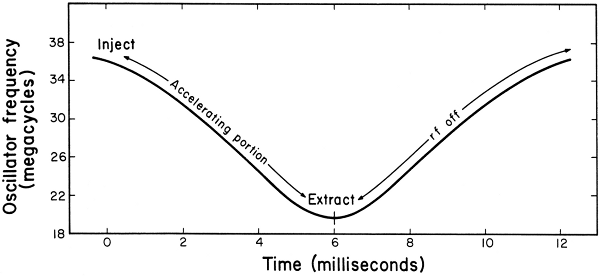 Oscillator frequency
(megacycles)
38
34
30
26
22
18
Inject
Accelerating portion
Extract
rf off
0
2
4
6
8
10
12
Time (milliseconds)